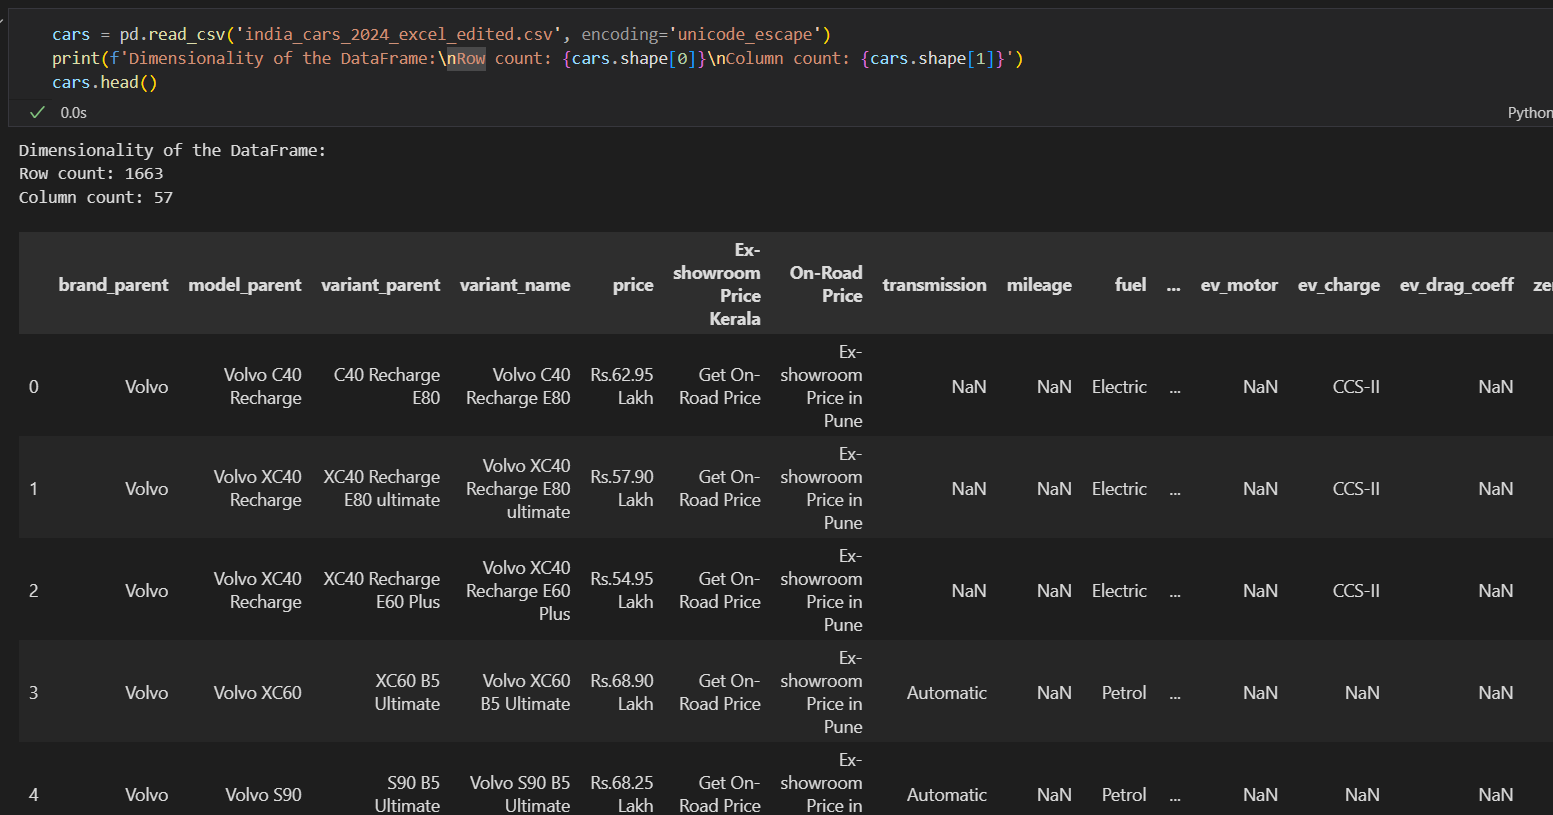 cars = pd.read_csv('india_cars_2024_excel_edited.csv', encoding='unicode_escape')
print(f'Dimensionality of the DataFrame:\nRow count: {cars.shape[0]}\nColumn count: {cars.shape[1]}')
cars.head()
0.0s
Python
Dimensionality of the DataFrame:
Row count: 1663
Column count: 57
brand_parent model_parent variant_parent variant_name price Ex-showroom Price Kerala On-Road Price transmission mileage fuel ... ev_motor ev_charge ev_drag_coeff
0 Volvo Volvo C40 Recharge C40 Recharge E80 Volvo C40 Recharge E80 Rs.62.95 Lakh Get On-Road Price Ex-showroom Price in Pune NaN NaN Electric ... NaN CCS-II NaN
1 Volvo Volvo XC40 Recharge XC40 Recharge E80 ultimate Volvo XC40 Recharge E80 ultimate Rs.57.90 Lakh Get On-Road Price Ex-showroom Price in Pune NaN NaN Electric ... NaN CCS-II NaN
2 Volvo Volvo XC40 Recharge XC40 Recharge E60 Plus Volvo XC40 Recharge E60 Plus Rs.54.95 Lakh Get On-Road Price Ex-showroom Price in Pune NaN NaN Electric ... NaN CCS-II NaN
3 Volvo Volvo XC60 XC60 B5 Ultimate Volvo XC60 B5 Ultimate Rs.68.90 Lakh Get On-Road Price Ex-showroom Price in Pune Automatic NaN Petrol ... NaN NaN NaN
4 Volvo Volvo S90 S90 B5 Ultimate Volvo S90 B5 Ultimate Rs.68.25 Lakh Get On-Road Price Ex-showroom Price in Automatic NaN Petrol ... NaN NaN NaN